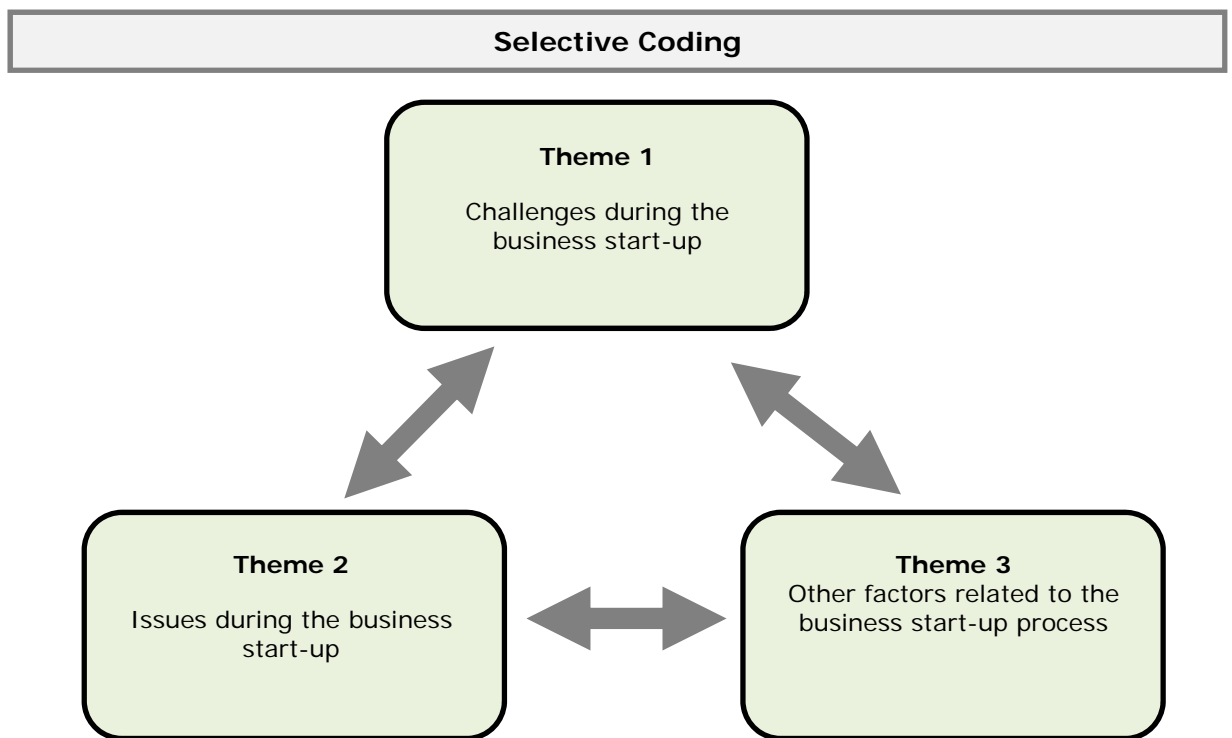 Selective Coding
Theme 1
Challenges during the
business start-up
Theme 2
Issues during the business
start-up
Theme 3
Other factors related to the
business start-up process